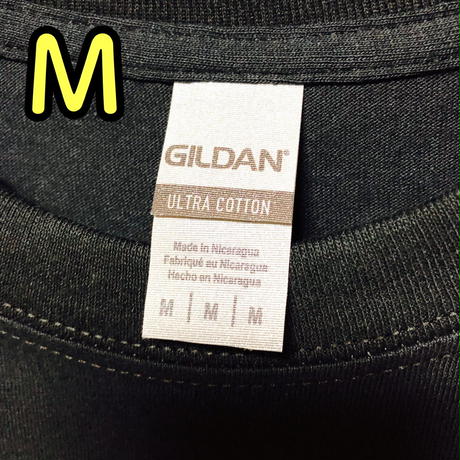 M
GILDAN®
ULTRA COTTON
Made in Nicaragua
Fabriqué au Nicaragua
Hecho en Nicaragua
M | M | M